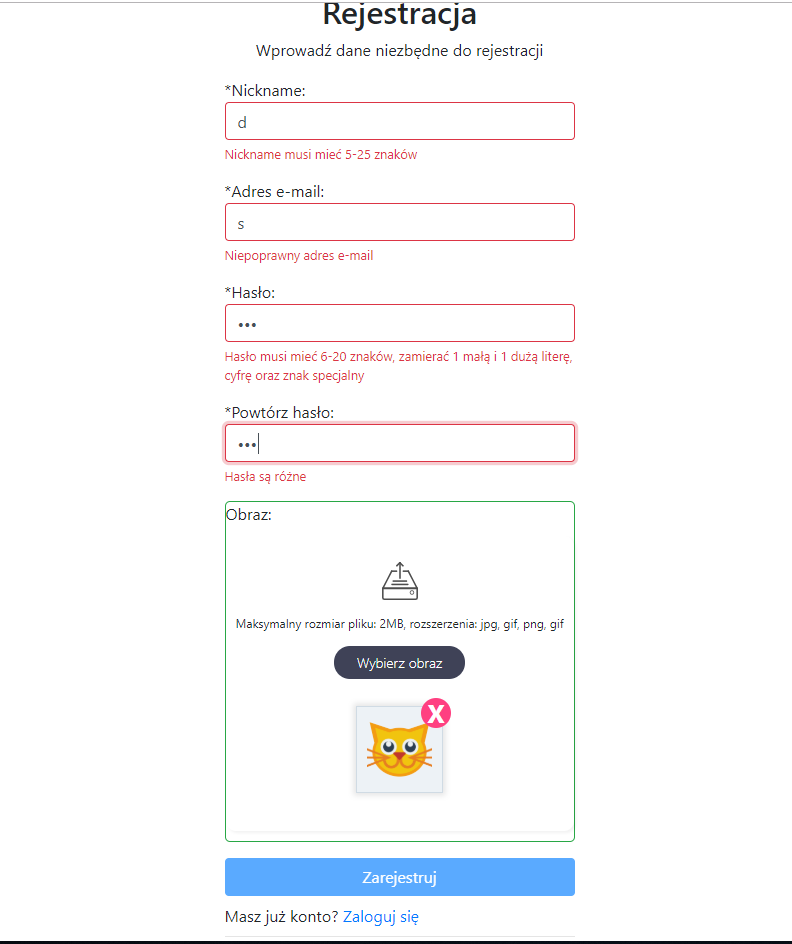 Rejestracja
Wprowadź dane niezbędne do rejestracji
*Nickname:
d
Nickname musi mieć 5-25 znaków
*Adres e-mail:
s
Niepoprawny adres e-mail
*Hasło:
•••
Hasło musi mieć 6-20 znaków, zamierać 1 małą i 1 dużą literę,
cyfrę oraz znak specjalny
*Powtórz hasło:
•••
Hasła są różne
Obraz:
Maksymalny rozmiar pliku: 2MB, rozszerzenia: jpg, gif, png, gif
Wybierz obraz
X
Zarejestruj
Masz już konto? Zaloguj się